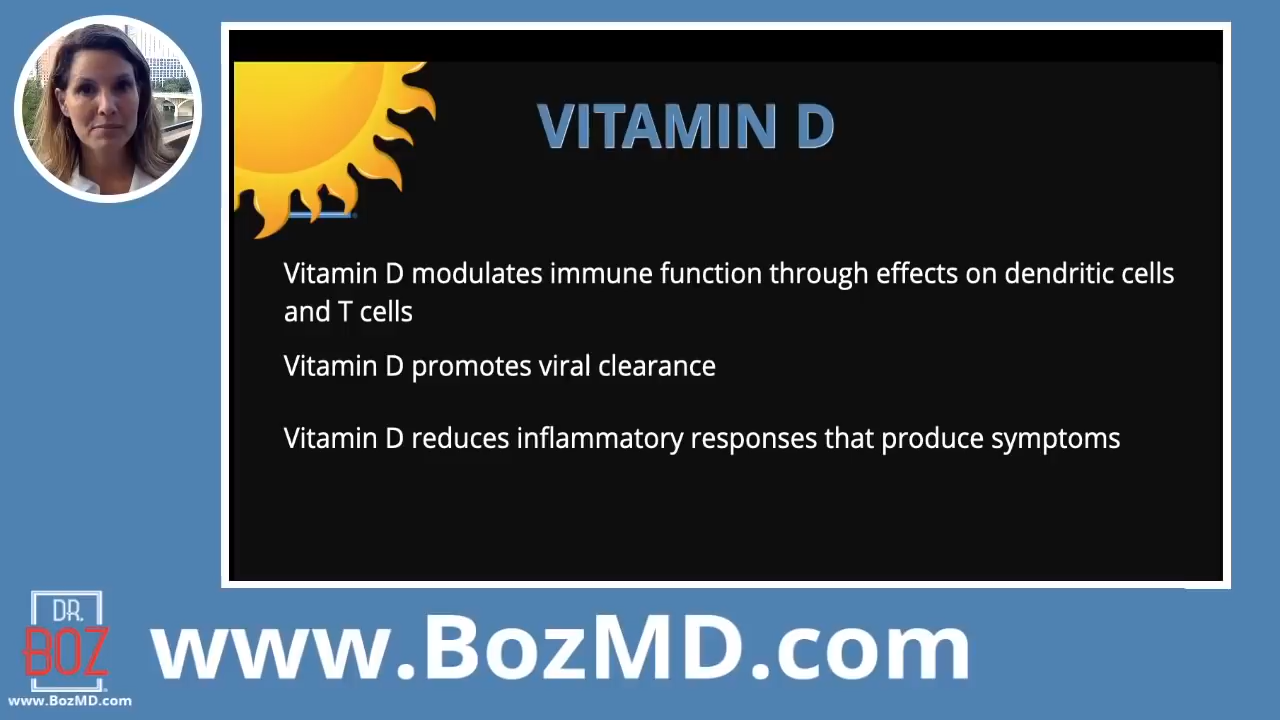 VITAMIN D
Vitamin D modulates immune function through effects on dendritic cells
and T cells
Vitamin D promotes viral clearance
Vitamin D reduces inflammatory responses that produce symptoms
DR.
BOZ
www.BozMD.com
www.BozMD.com